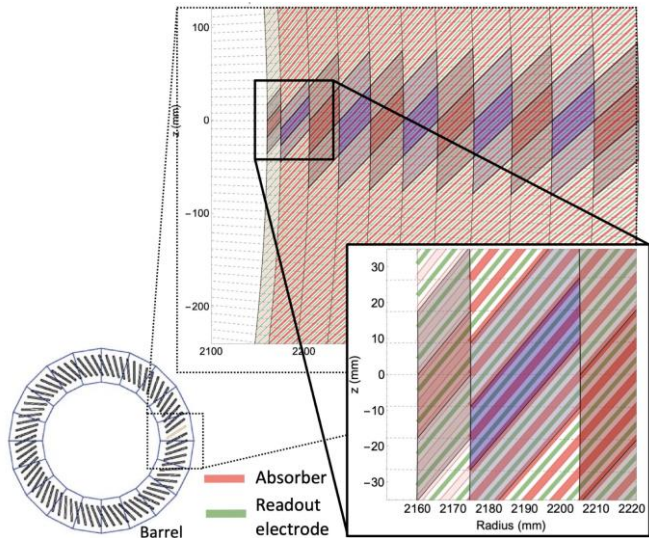 100
0
−100
−200
z (mm)
2100
2200
30
20
10
0
−10
−20
−30
z (mm)
2160 2170 2180 2190 2200 2210 2220
Radius (mm)
Absorber
Readout
electrode
Barrel